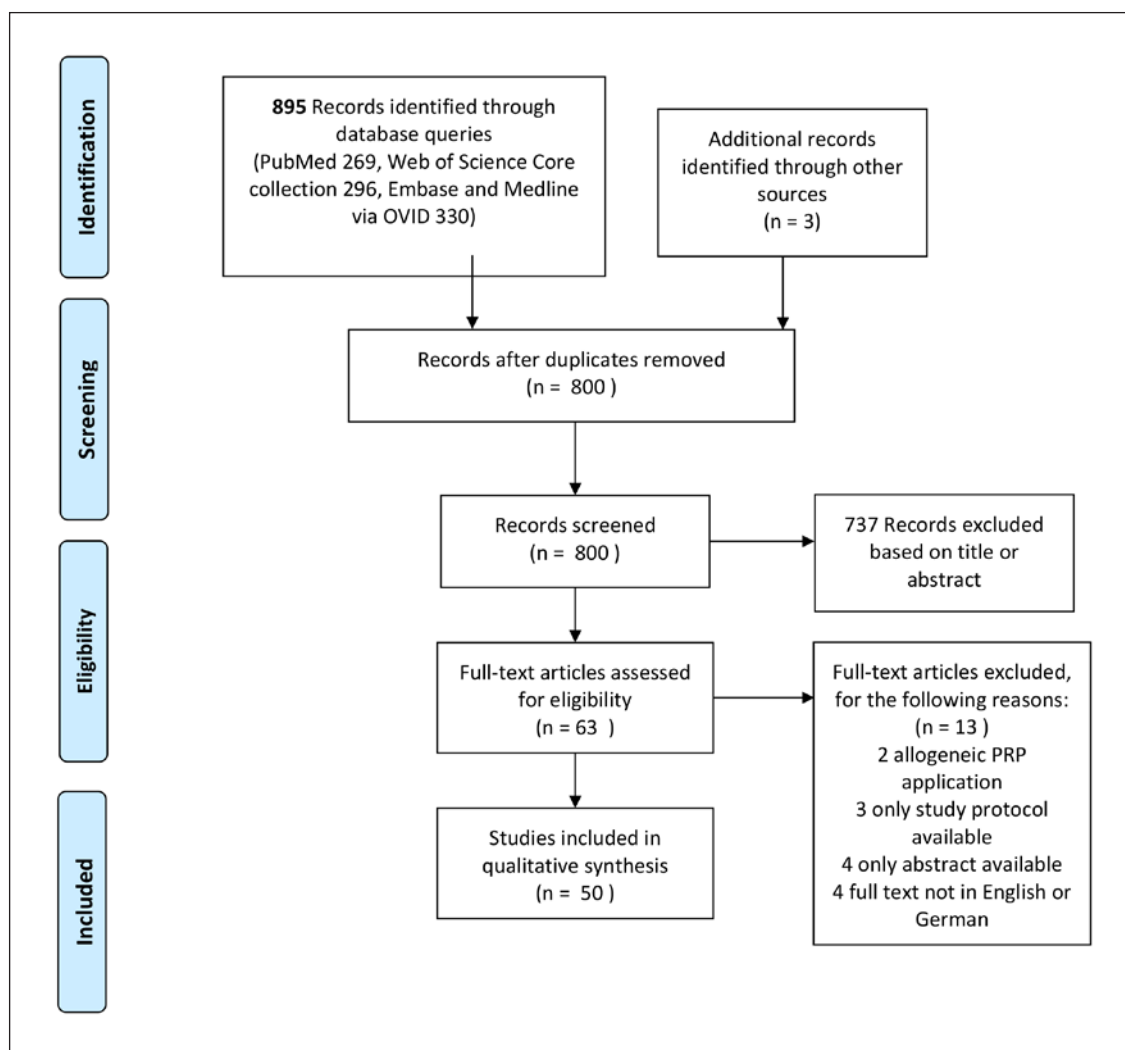 Identification
895 Records identified through
database queries
(PubMed 269, Web of Science Core
collection 296, Embase and Medline
via OVID 330)
Additional records
identified through other
sources
(n = 3)
Screening
Records after duplicates removed
(n = 800 )
Records screened
(n = 800 )
737 Records excluded
based on title or
abstract
Eligibility
Full-text articles assessed
for eligibility
(n = 63 )
Full-text articles excluded,
for the following reasons:
(n = 13 )
2 allogeneic PRP
application
3 only study protocol
available
4 only abstract available
4 full text not in English or
German
Included
Studies included in
qualitative synthesis
(n = 50 )